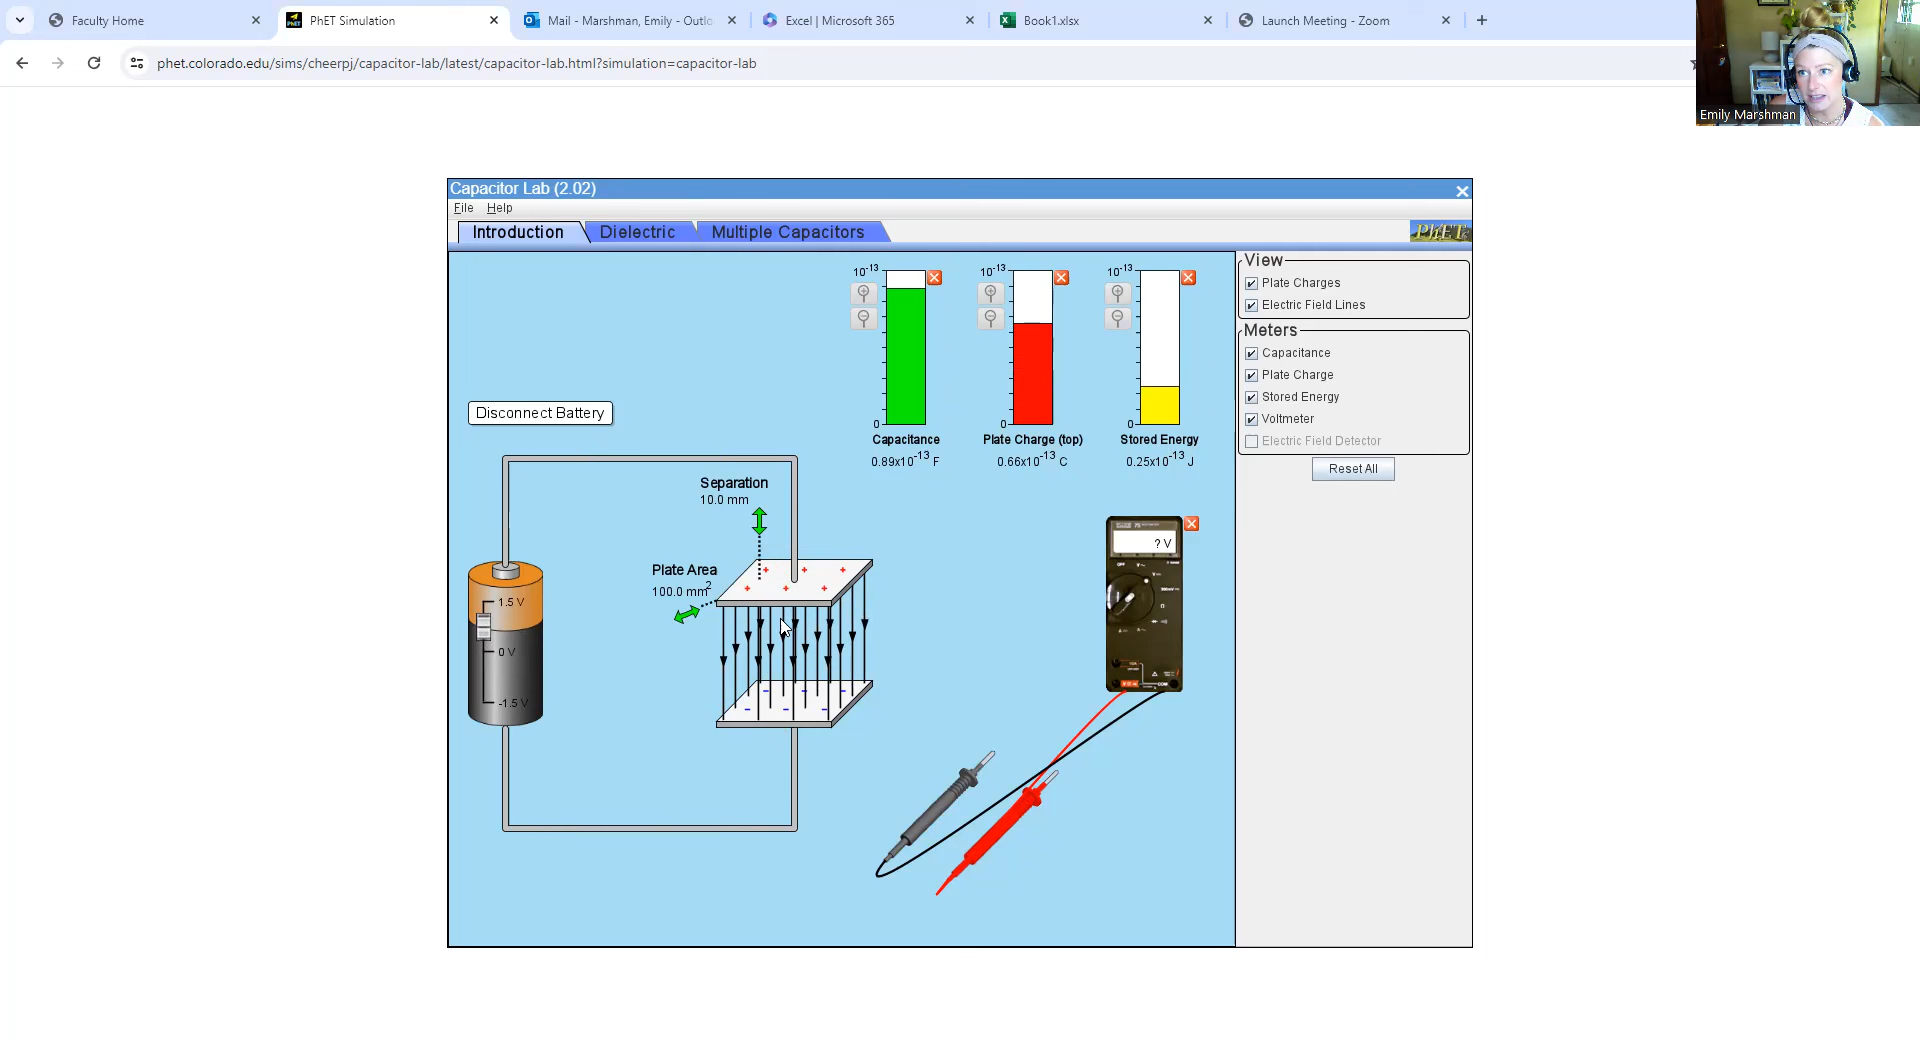 Faculty Home
PhET Simulation
Mail - Marshman, Emily - Outlo
Excel | Microsoft 365
Book1.xlsx
Launch Meeting - Zoom
phet.colorado.edu/sims/cheerpj/capacitor-lab/latest/capacitor-lab.html?simulation=capacitor-lab
Emily Marshman
Capacitor Lab (2.02)
File Help
Introduction Dielectric Multiple Capacitors
PhET
View
Plate Charges
Electric Field Lines
Meters
Capacitance
Plate Charge
Stored Energy
Voltmeter
Electric Field Detector
Reset All
10-13 10-13 10-13
0 0 0
Capacitance Plate Charge (top) Stored Energy
0.89x10-13 F 0.66x10-13 C 0.25x10-13 J
Disconnect Battery
Separation
10.0 mm
Plate Area
100.0 mm2
1.5 V
0 V
-1.5 V
? V